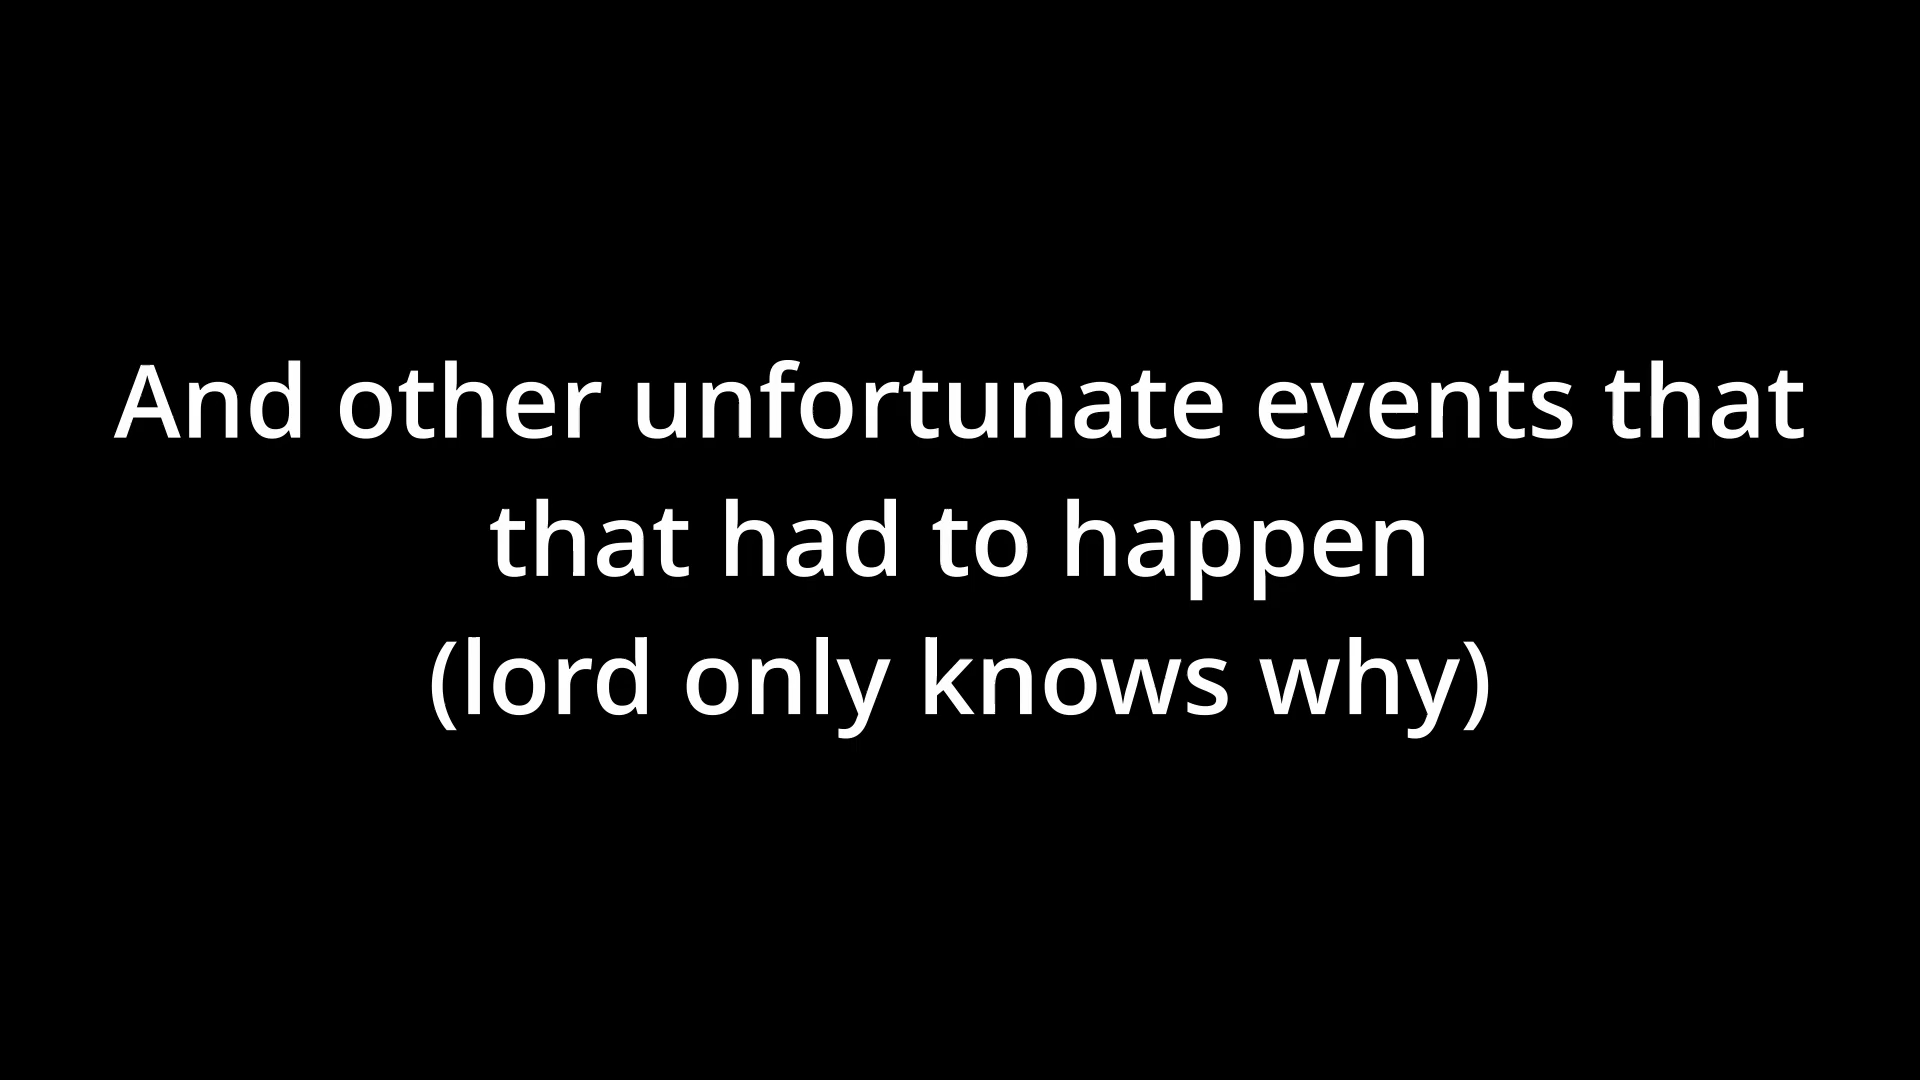 And other unfortunate events that
that had to happen
(lord only knows why)